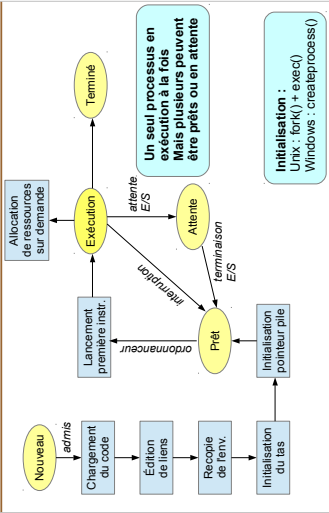 Nouveau
admis
Chargement
du code
Édition
de liens
Recopie
de l'env.
Initialisation
du tas
Initialisation
pointeur pile
Prêt
ordonnanceur
Lancement
première instr.
Exécution
Allocation
de ressources
sur demande
Terminé
interruption
attente
E/S
Attente
terminaison
E/S
Un seul processus en
exécution à la fois
Mais plusieurs peuvent
être prêts ou en attente
Initialisation :
Unix : fork() + exec()
Windows : createprocess()